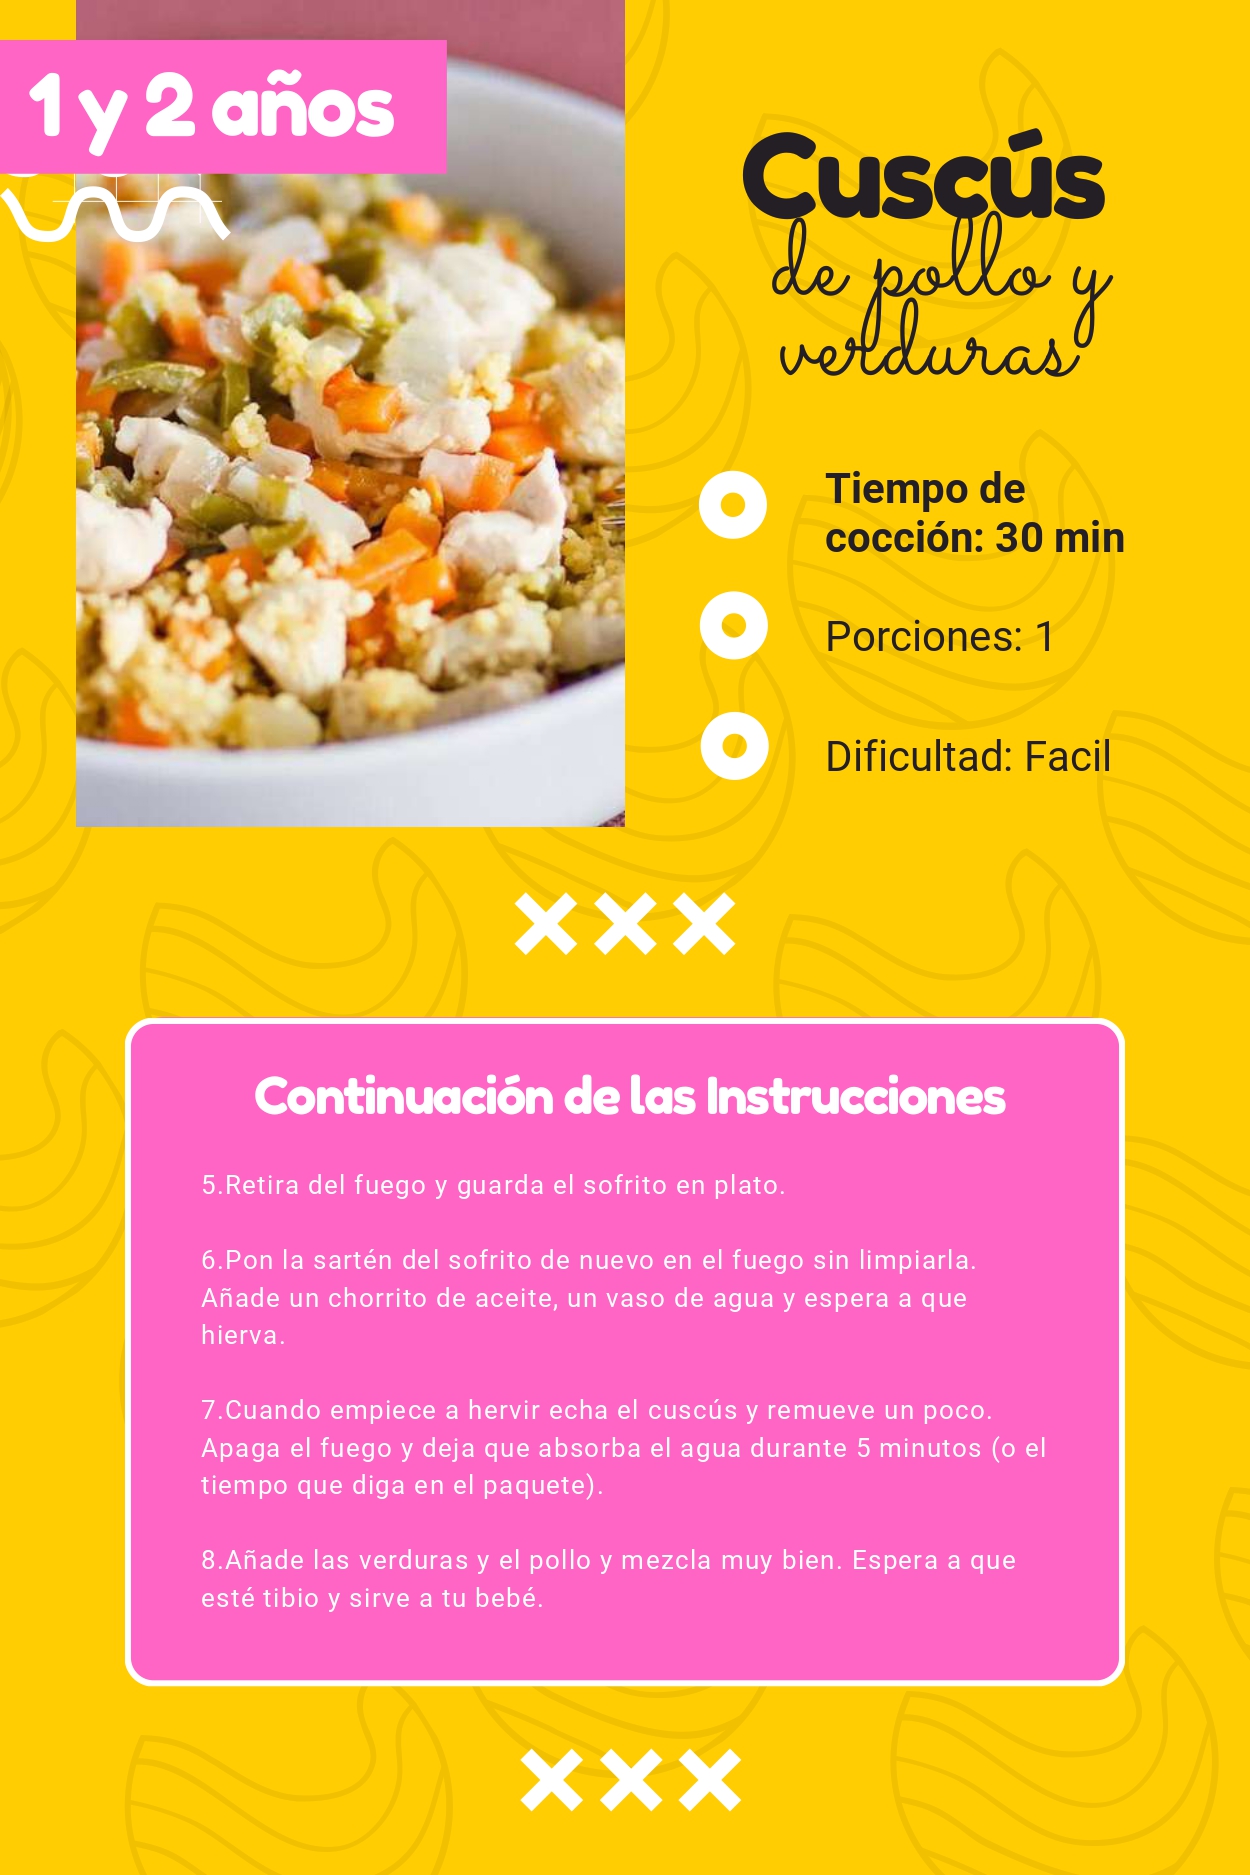 1 y 2 años
Cuscús
de pollo y
verduras
Tiempo de
cocción: 30 min
Porciones: 1
Dificultad: Facil
Continuación de las Instrucciones
5.Retira del fuego y guarda el sofrito en plato.
6.Pon la sartén del sofrito de nuevo en el fuego sin limpiarla.
Añade un chorrito de aceite, un vaso de agua y espera a que
hierva.
7.Cuando empiece a hervir echa el cuscús y remueve un poco.
Apaga el fuego y deja que absorba el agua durante 5 minutos (o el
tiempo que diga en el paquete).
8.Añade las verduras y el pollo y mezcla muy bien. Espera a que
esté tibio y sirve a tu bebé.